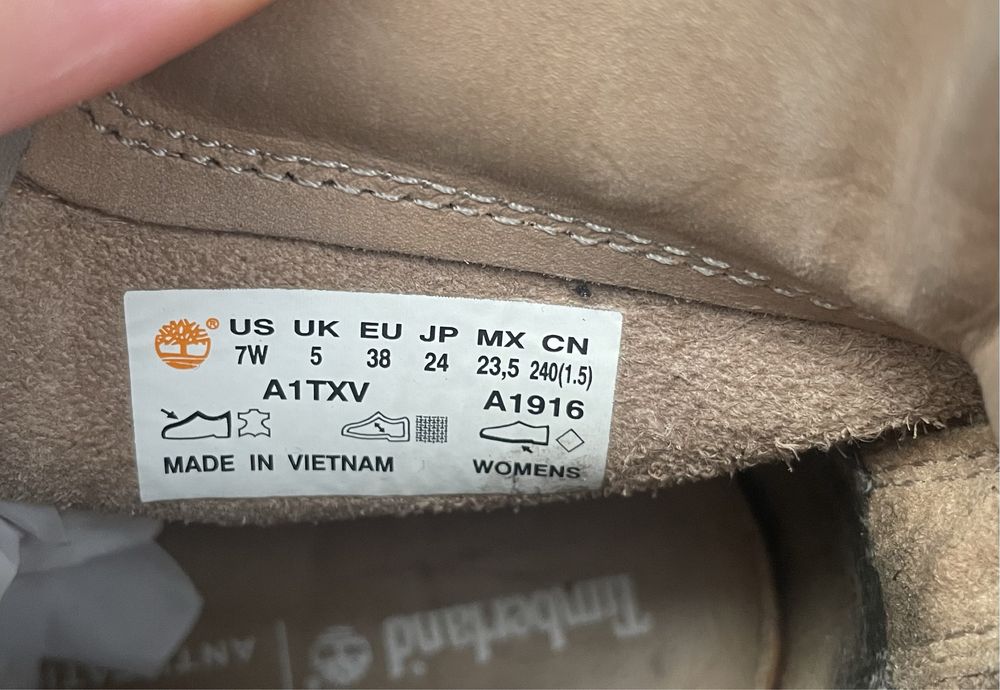 ® US UK EU JP MX CN
7W 5 38 24 23,5 240(1.5)
A1TXV A1916
MADE IN VIETNAM WOMENS
Timberland